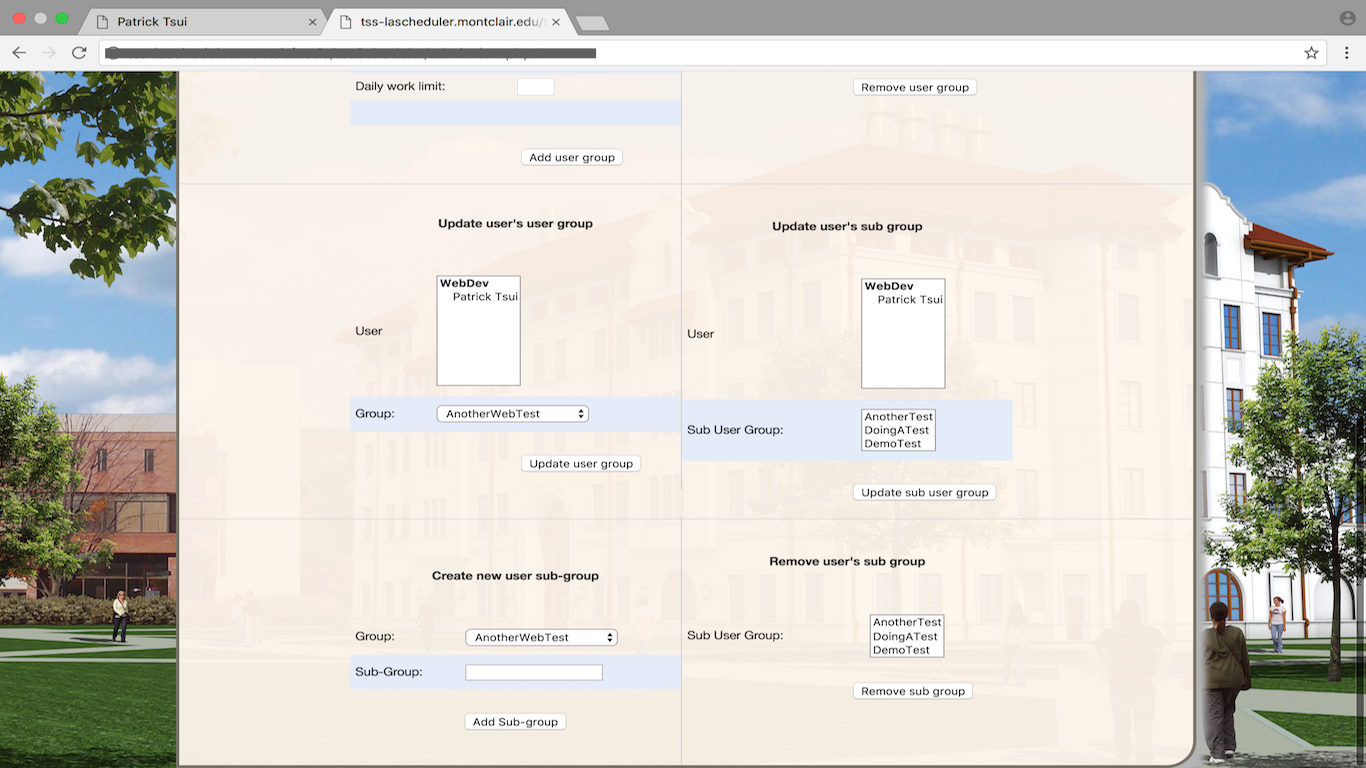 Patrick Tsui
tss-lascheduler.montclair.edu/
Daily work limit:
Remove user group
Add user group
Update user's user group
Update user's sub group
WebDev
Patrick Tsui
User
WebDev
Patrick Tsui
User
Group:
AnotherWebTest
Sub User Group:
AnotherTest
DoingATest
DemoTest
Update user group
Update sub user group
Create new user sub-group
Remove user's sub group
Group:
AnotherWebTest
Sub-Group:
Add Sub-group
Sub User Group:
AnotherTest
DoingATest
DemoTest
Remove sub group